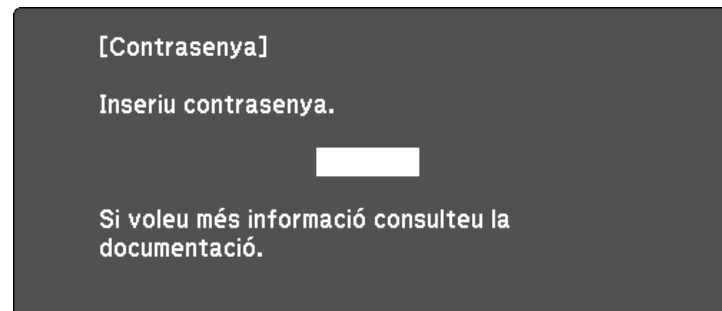 [Contrasenya]
Inseriu contrasenya.
Si voleu més informació consulteu la
documentació.